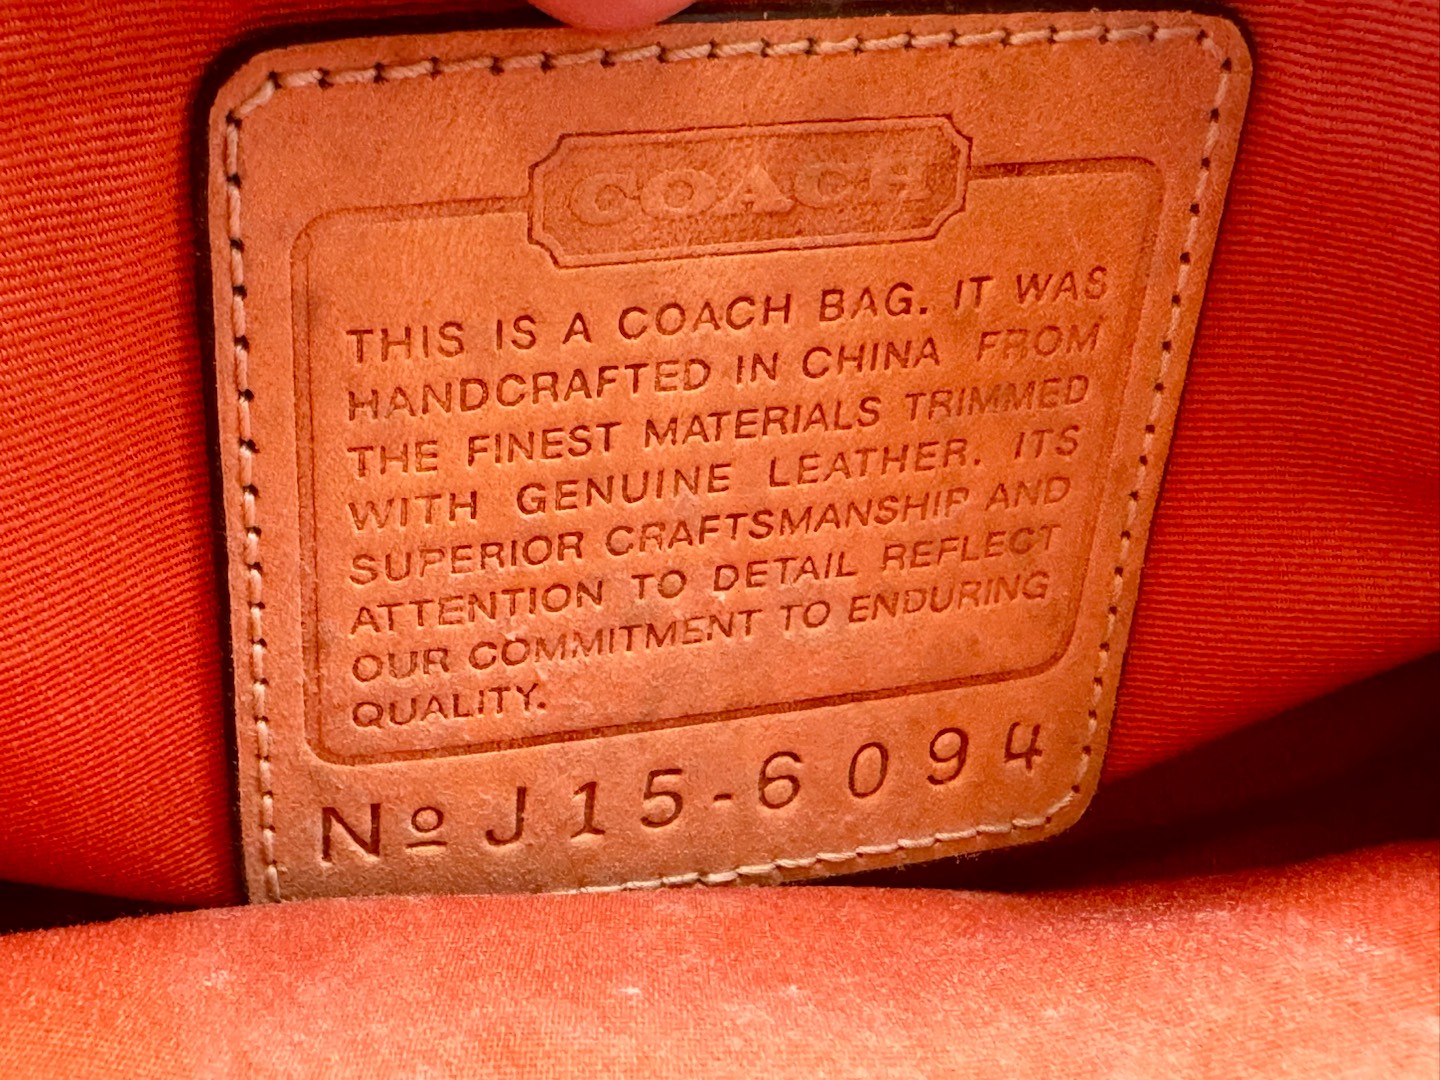 COACH
THIS IS A COACH BAG. IT WAS
HANDCRAFTED IN CHINA FROM
THE FINEST MATERIALS TRIMMED
WITH GENUINE LEATHER. ITS
SUPERIOR CRAFTSMANSHIP AND
ATTENTION TO DETAIL REFLECT
OUR COMMITMENT TO ENDURING
QUALITY.
Nº J15-6094